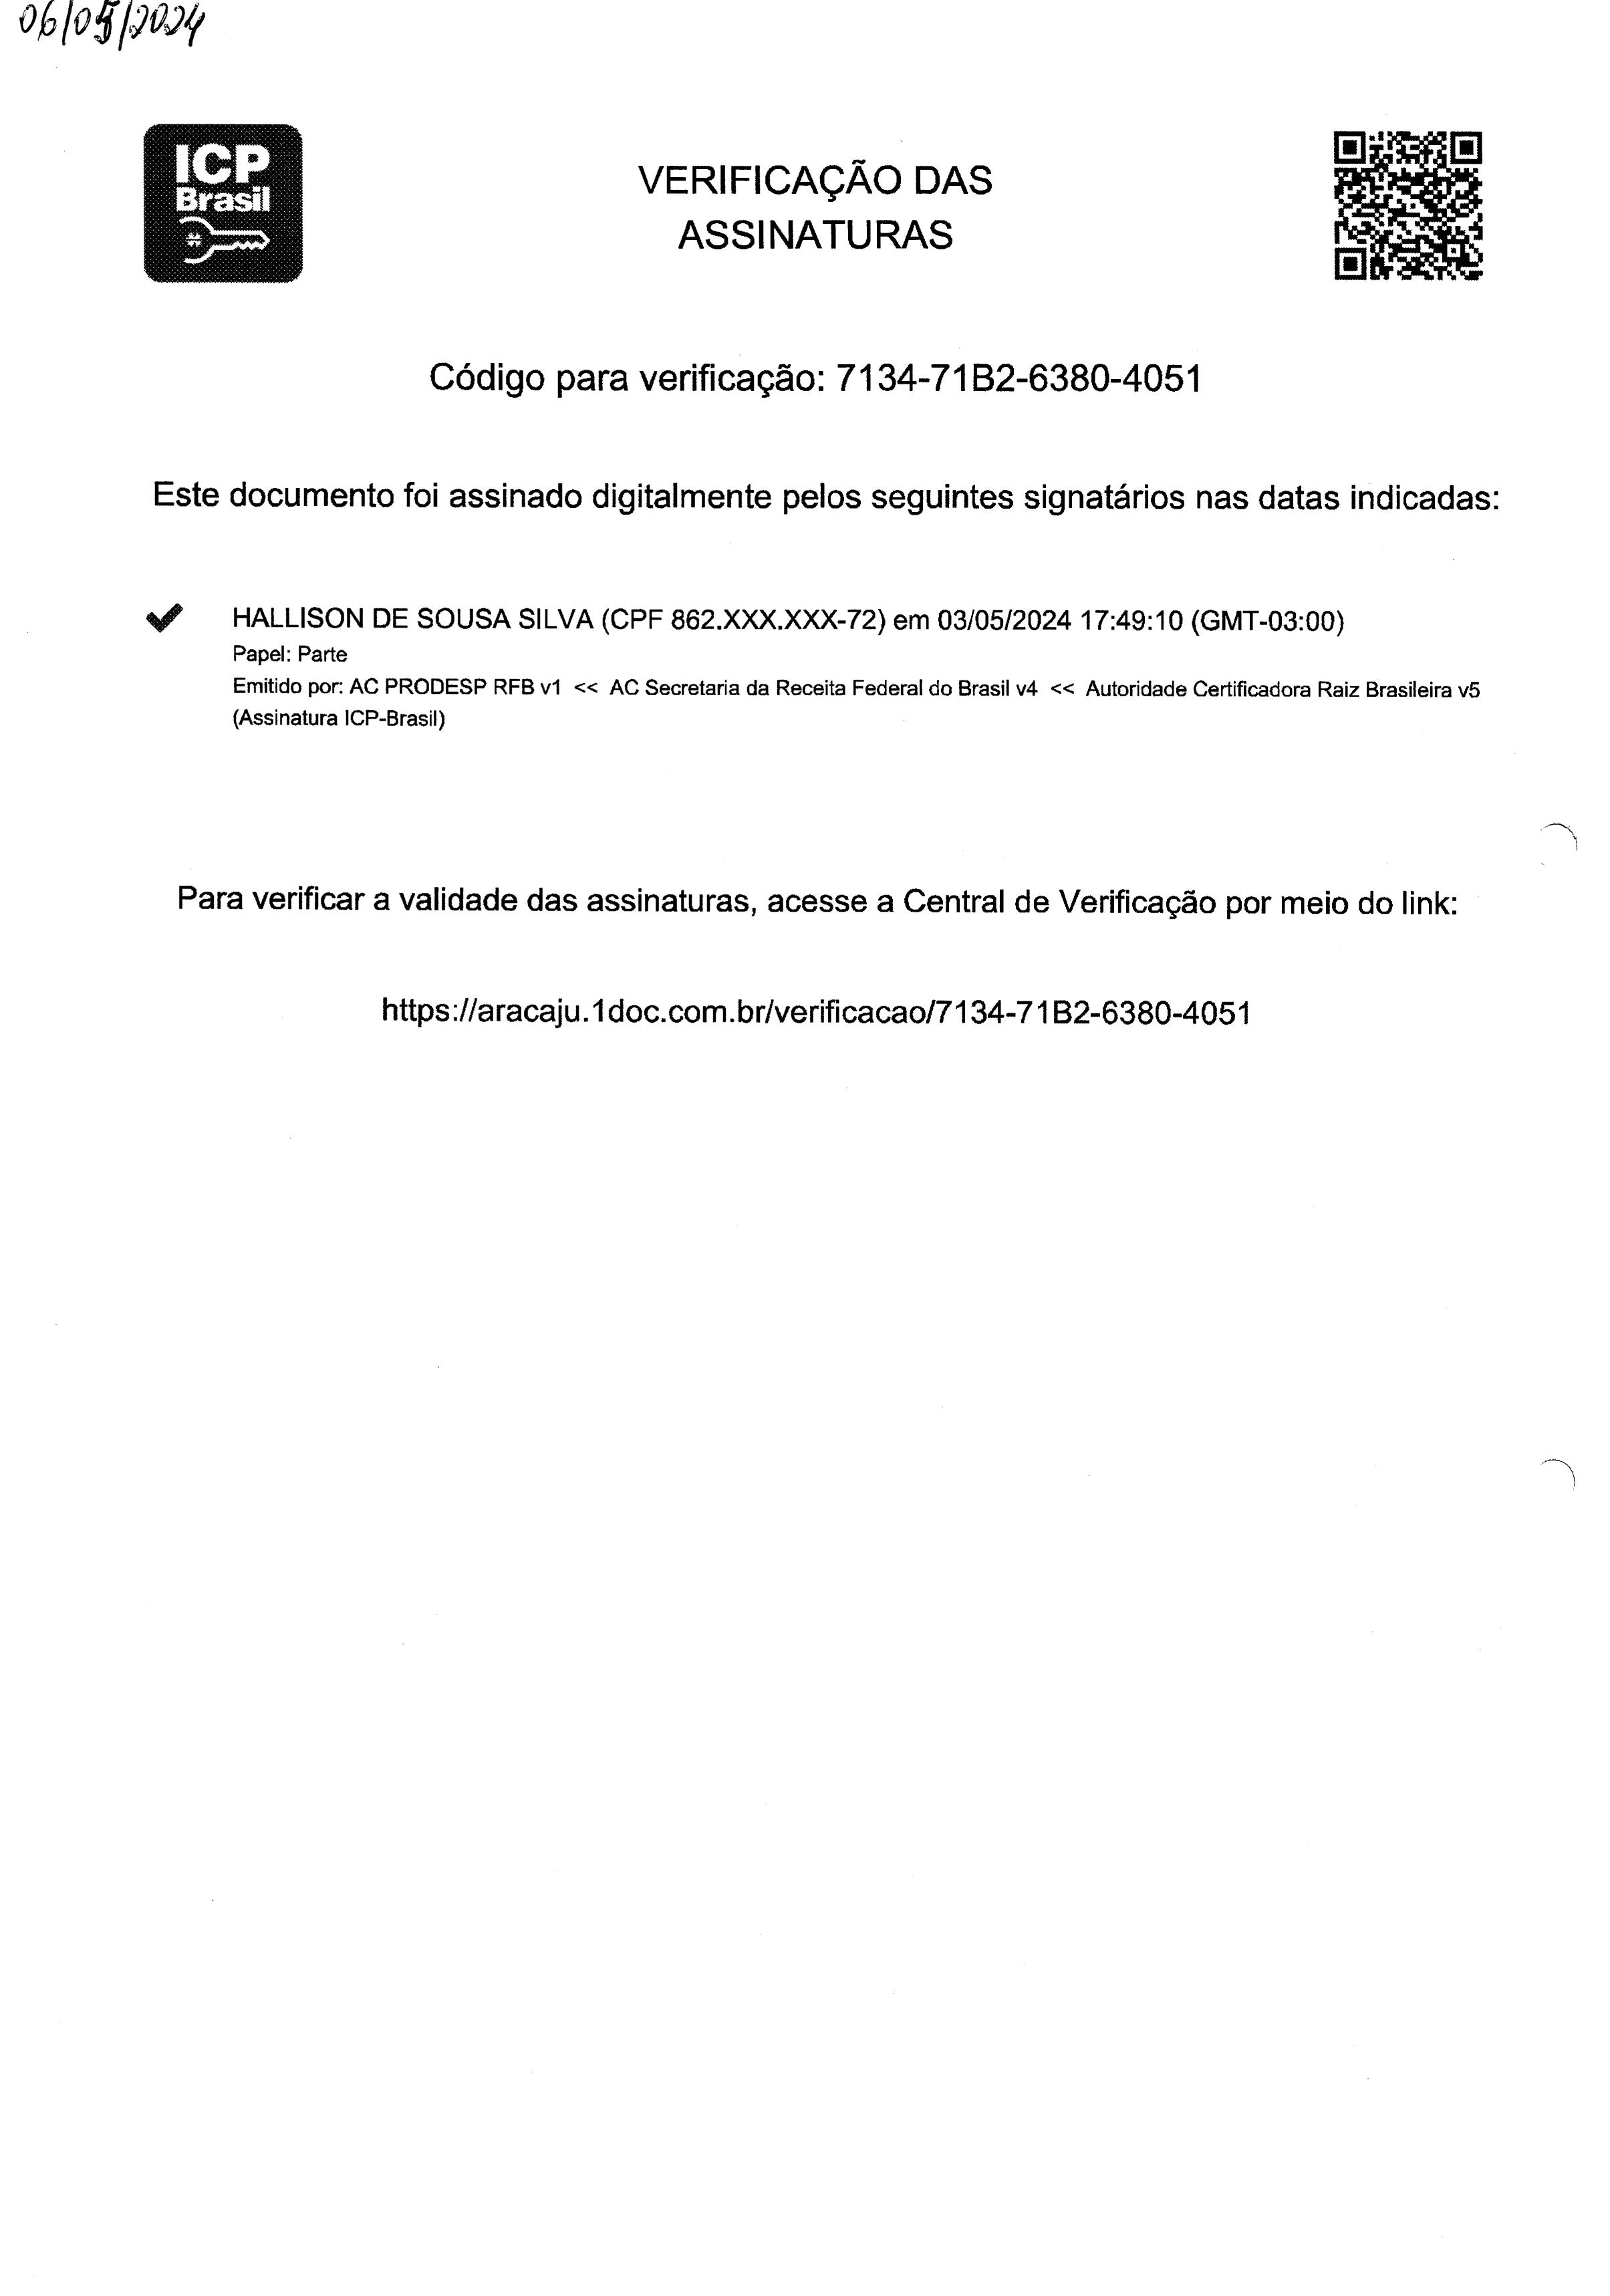 06/05/2024
ICP
Brasil
VERIFICAÇÃO DAS
ASSINATURAS
Código para verificação: 7134-71B2-6380-4051
Este documento foi assinado digitalmente pelos seguintes signatários nas datas indicadas:
HALLISON DE SOUSA SILVA (CPF 862.XXX.XXX-72) em 03/05/2024 17:49:10 (GMT-03:00)
Papel: Parte
Emitido por: AC PRODESP RFB v1 << AC Secretaria da Receita Federal do Brasil v4 << Autoridade Certificadora Raiz Brasileira v5
(Assinatura ICP-Brasil)
Para verificar a validade das assinaturas, acesse a Central de Verificação por meio do link:
https://aracaju.1doc.com.br/verificacao/7134-71B2-6380-4051